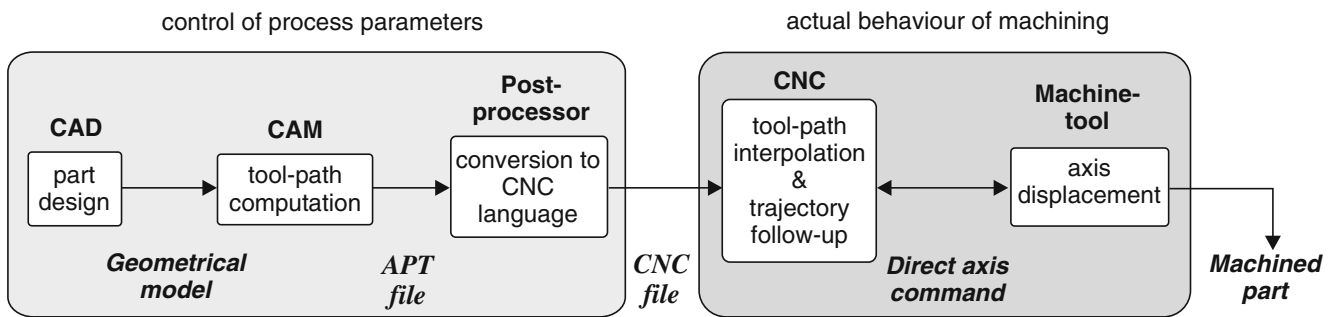 control of process parameters
actual behaviour of machining
CAD
part
design
CAM
tool-path
computation
Post-
processor
conversion to
CNC
language
CNC
tool-path
interpolation
&
trajectory
follow-up
Machine-
tool
axis
displacement
Geometrical
model
APT
file
CNC
file
Direct axis
command
Machined
part